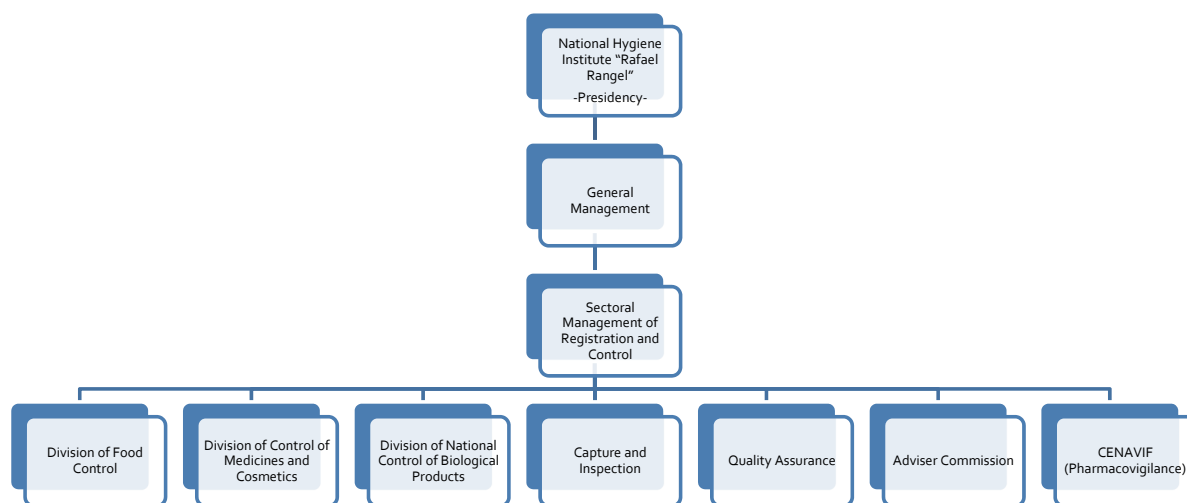 National Hygiene
Institute “Rafael
Rangel”
-Presidency-
General
Management
Sectoral
Management of
Registration and
Control
Division of Food
Control
Division of Control of
Medicines and
Cosmetics
Division of National
Control of Biological
Products
Capture and
Inspection
Quality Assurance
Adviser Commission
CENAVIF
(Pharmacovigilance)